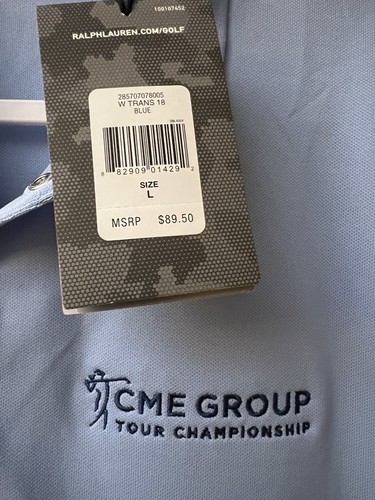 100107452
RALPHLAUREN.COM/GOLF
285707078005
W TRANS 18
BLUE
8 82909 01429 2
SIZE
L
MSRP $89.50
CME GROUP
TOUR CHAMPIONSHIP